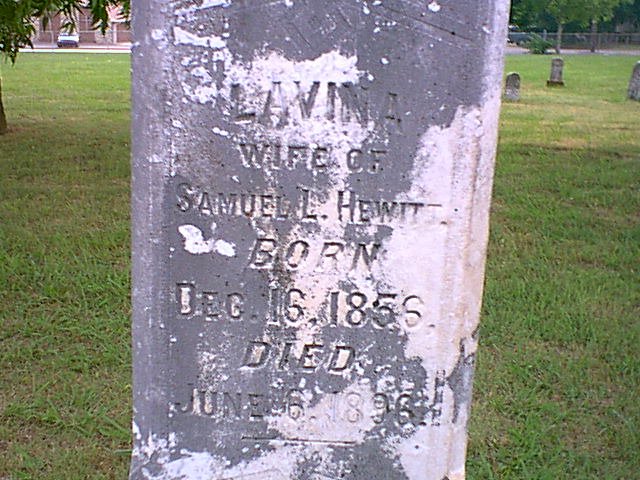 LAVINA
WIFE OF
SAMUEL L. HEWITT
BORN
DEC. 16, 1856.
DIED
JUNE 6, 1896.